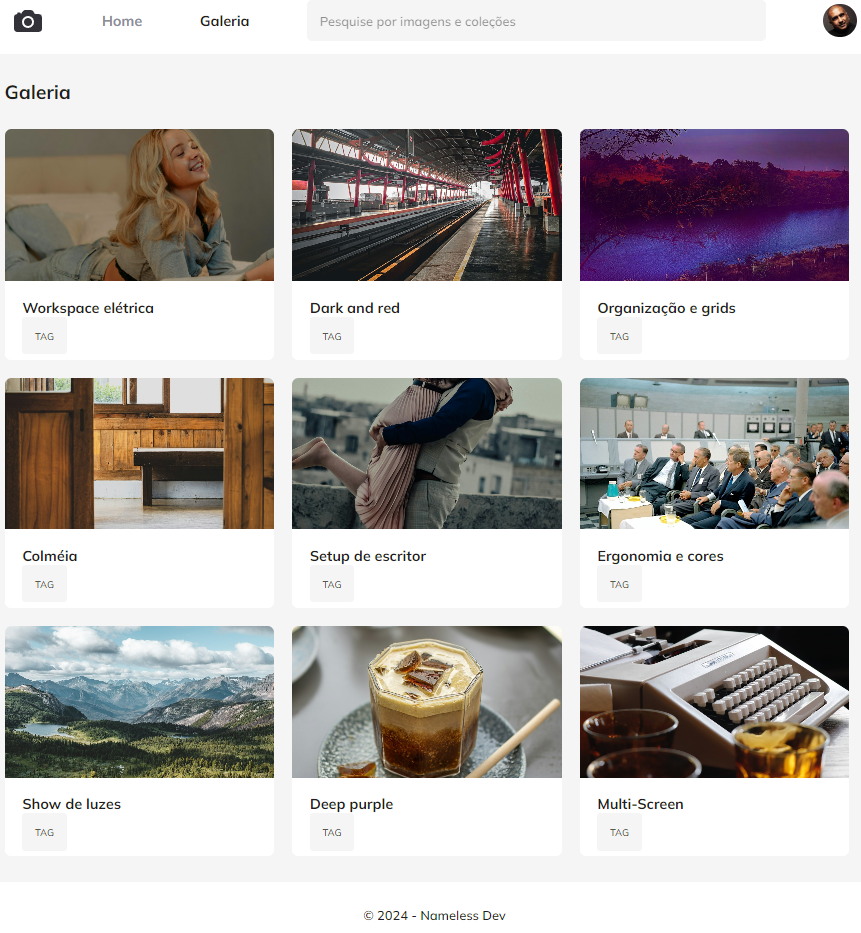 Home
Galeria
Pesquise por imagens e coleções
Galeria
Workspace elétrica
TAG
Dark and red
TAG
Organização e grids
TAG
Colméia
TAG
Setup de escritor
TAG
Ergonomia e cores
TAG
Show de luzes
TAG
Deep purple
TAG
Multi-Screen
TAG
© 2024 - Nameless Dev